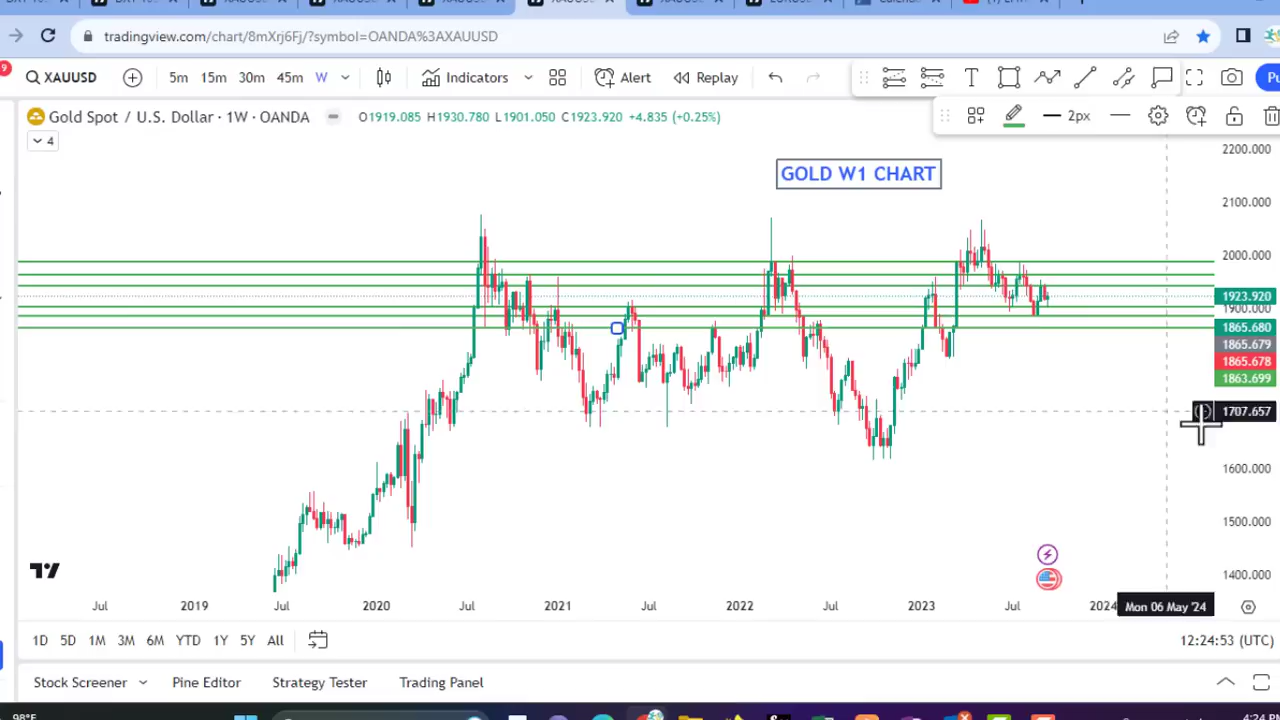 tradingview.com/chart/8mXrj6Fj/?symbol=OANDA%3AXAUUSD
XAUUSD 5m 15m 30m 45m W Indicators Alert Replay
2px
Gold Spot / U.S. Dollar · 1W · OANDA O1919.085 H1930.780 L1901.050 C1923.920 +4.835 (+0.25%)
4
GOLD W1 CHART
2200.000
2100.000
2000.000
1923.920
1900.000
1865.680
1865.679
1865.678
1863.699
1707.657
1600.000
1500.000
1400.000
Jul 2019 Jul 2020 Jul 2021 Jul 2022 Jul 2023 Jul 2024 Mon 06 May '24
1D 5D 1M 3M 6M YTD 1Y 5Y All 12:24:53 (UTC)
Stock Screener Pine Editor Strategy Tester Trading Panel
98°F